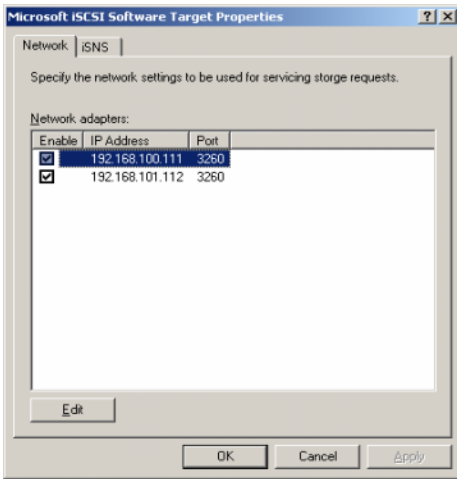 Microsoft iSCSI Software Target Properties
Network iSNS
Specify the network settings to be used for servicing storge requests.
Network adapters:
Enable IP Address Port
192.168.100.111 3260
192.168.101.112 3260
Edit
OK Cancel Apply